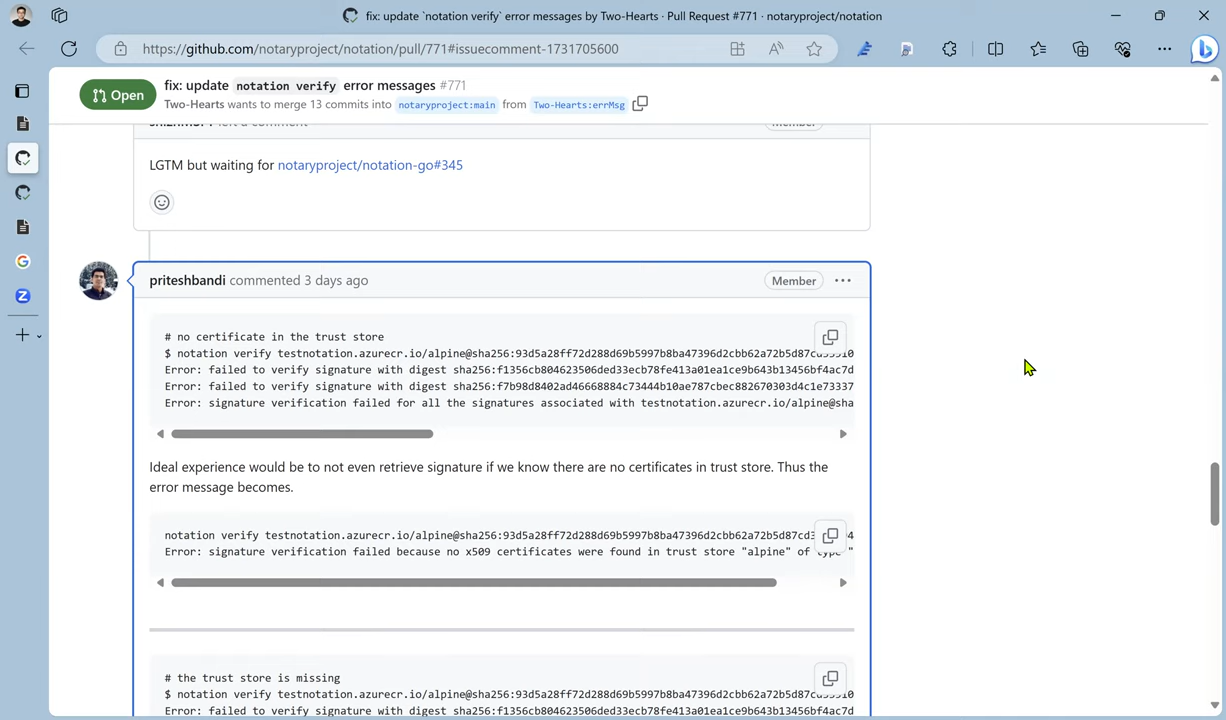 fix: update `notation verify` error messages by Two-Hearts · Pull Request #771 · notaryproject/notation
https://github.com/notaryproject/notation/pull/771#issuecomment-1731705600
Open
fix: update notation verify error messages #771
Two-Hearts wants to merge 13 commits into notaryproject:main from Two-Hearts:errMsg
left a comment
Member
LGTM but waiting for notaryproject/notation-go#345
priteshbandi commented 3 days ago
Member
# no certificate in the trust store
$ notation verify testnotation.azurecr.io/alpine@sha256:93d5a28ff72d288d69b5997b8ba47396d2cbb62a72b5d87cd
Error: failed to verify signature with digest sha256:f1356cb804623506ded33ecb78fe413a01ea1ce9b643b13456bf4ac7d
Error: failed to verify signature with digest sha256:f7b98d8402ad46668884c73444b10ae787cbec882670303d4c1e73337
Error: signature verification failed for all the signatures associated with testnotation.azurecr.io/alpine@sha
Ideal experience would be to not even retrieve signature if we know there are no certificates in trust store. Thus the
error message becomes.
notation verify testnotation.azurecr.io/alpine@sha256:93d5a28ff72d288d69b5997b8ba47396d2cbb62a72b5d87cd3
Error: signature verification failed because no x509 certificates were found in trust store "alpine" of type "
# the trust store is missing
$ notation verify testnotation.azurecr.io/alpine@sha256:93d5a28ff72d288d69b5997b8ba47396d2cbb62a72b5d87cd
Error: failed to verify signature with digest sha256:f1356cb804623506ded33ecb78fe413a01ea1ce9b643b13456bf4ac7d